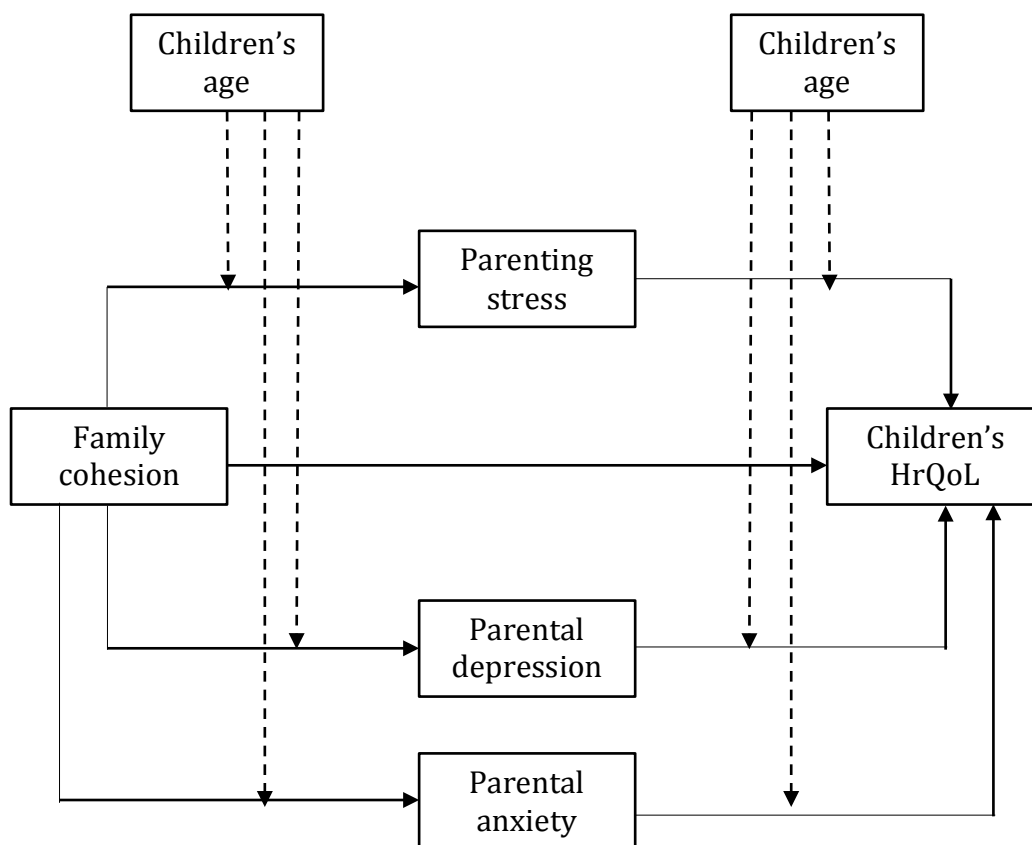 Children’s
age
Children’s
age
Parenting
stress
Family
cohesion
Children’s
HrQoL
Parental
depression
Parental
anxiety